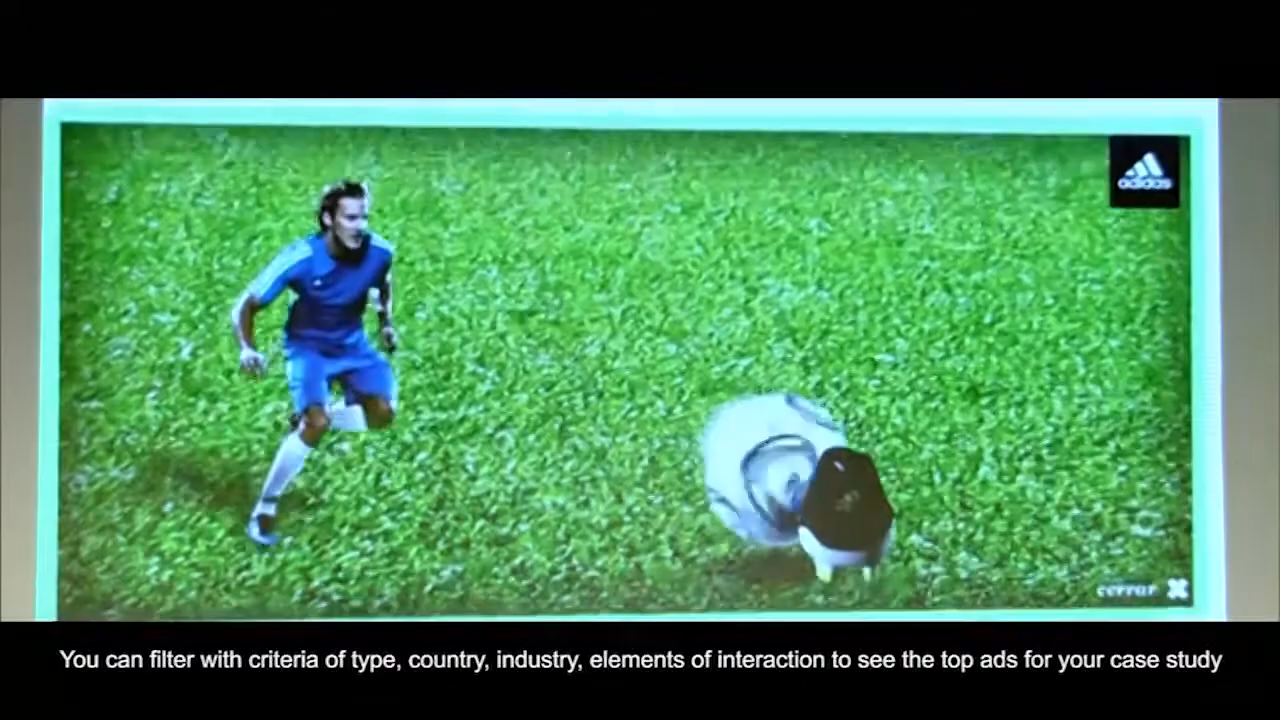 adidas
cerrar
You can filter with criteria of type, country, industry, elements of interaction to see the top ads for your case study